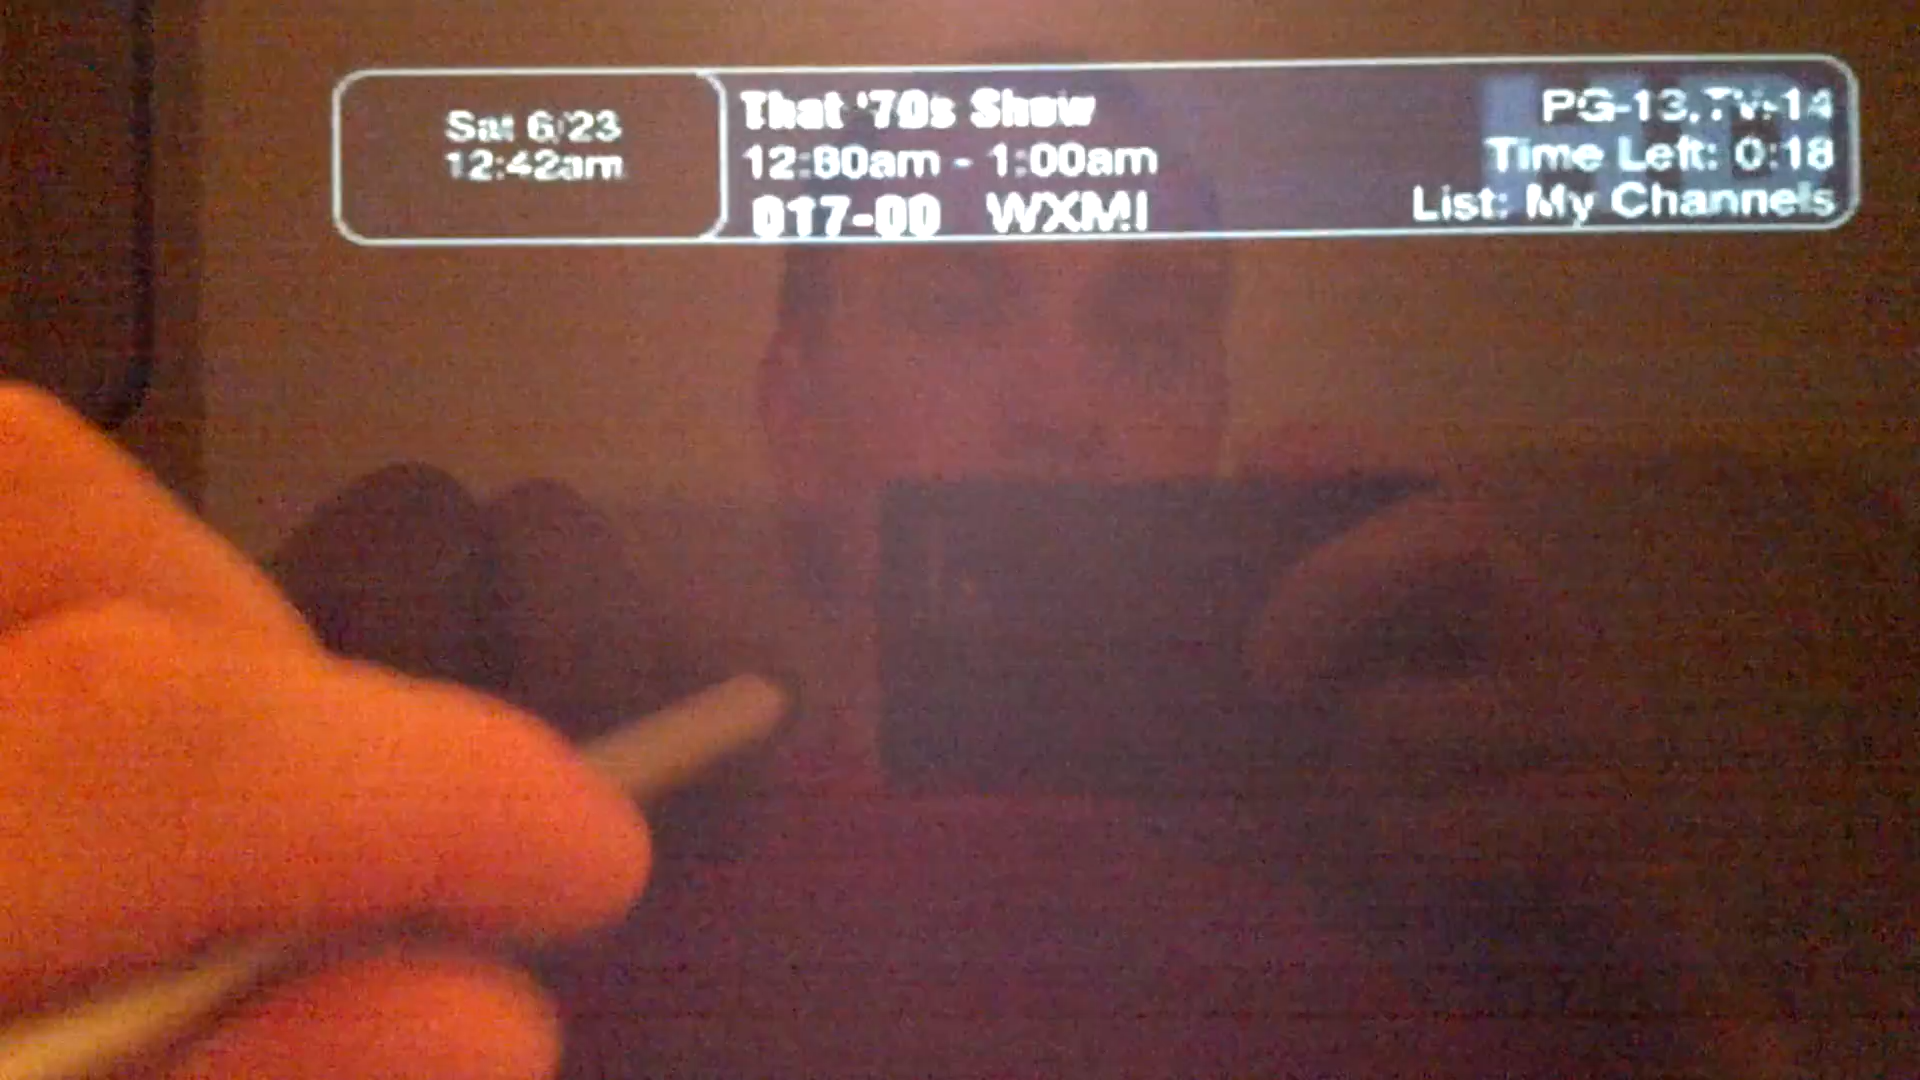 Sat 6/23
12:42am
That '70s Show
12:30am - 1:00am
017-00 WXMI
PG-13,TV-14
Time Left: 0:18
List: My Channels